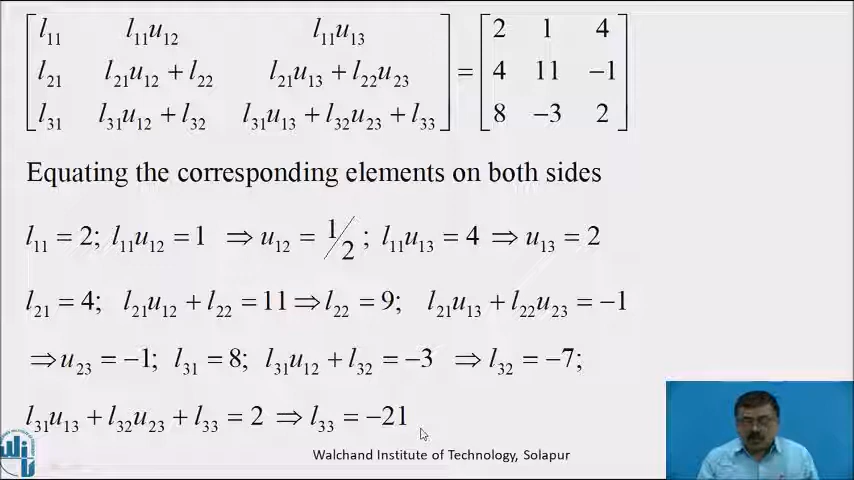 [ l₁₁ l₁₁u₁₂ l₁₁u₁₃ ] [ 2 1 4 ]
[ l₂₁ l₂₁u₁₂ + l₂₂ l₂₁u₁₃ + l₂₂u₂₃ ] = [ 4 11 −1 ]
[ l₃₁ l₃₁u₁₂ + l₃₂ l₃₁u₁₃ + l₃₂u₂₃ + l₃₃ ] [ 8 −3 2 ]
Equating the corresponding elements on both sides
l₁₁ = 2; l₁₁u₁₂ = 1 ⇒ u₁₂ = 1/2 ; l₁₁u₁₃ = 4 ⇒ u₁₃ = 2
l₂₁ = 4; l₂₁u₁₂ + l₂₂ = 11 ⇒ l₂₂ = 9; l₂₁u₁₃ + l₂₂u₂₃ = −1
⇒ u₂₃ = −1; l₃₁ = 8; l₃₁u₁₂ + l₃₂ = −3 ⇒ l₃₂ = −7;
l₃₁u₁₃ + l₃₂u₂₃ + l₃₃ = 2 ⇒ l₃₃ = −21
Walchand Institute of Technology, Solapur